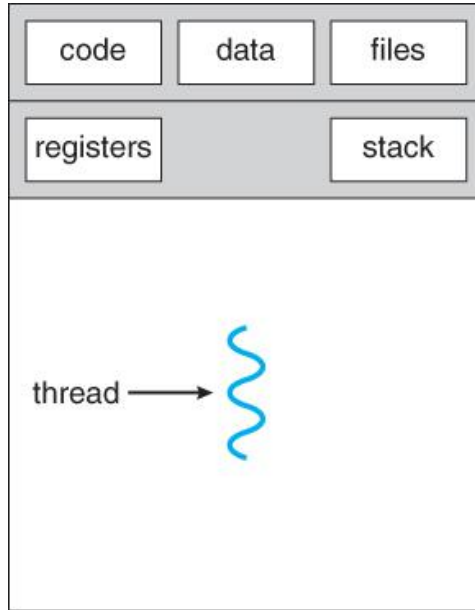 code data files
registers stack
thread